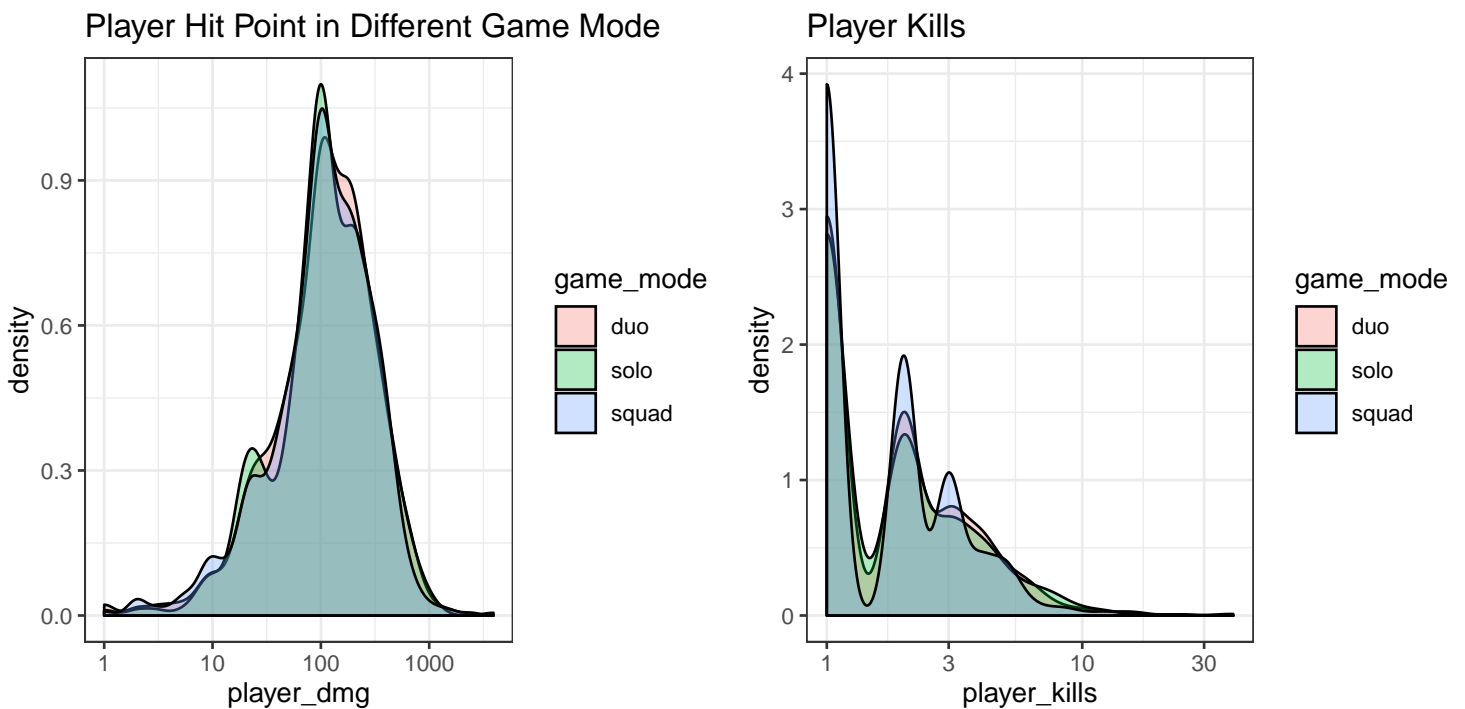 Player Hit Point in Different Game Mode
density
0.9
0.6
0.3
0.0
1 10 100 1000
player_dmg
game_mode
duo
solo
squad
Player Kills
density
4
3
2
1
0
1 3 10 30
player_kills
game_mode
duo
solo
squad